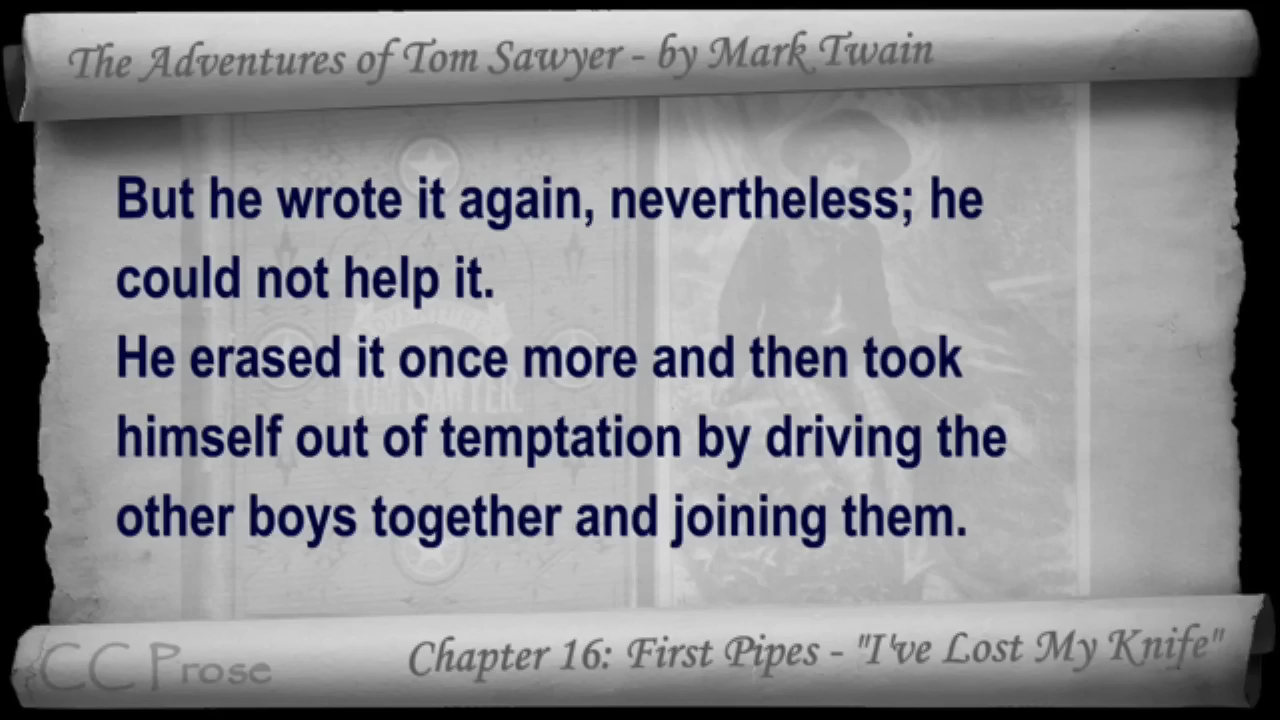 The Adventures of Tom Sawyer - by Mark Twain
But he wrote it again, nevertheless; he
could not help it.
He erased it once more and then took
himself out of temptation by driving the
other boys together and joining them.
CC Prose
Chapter 16: First Pipes - "I've Lost My Knife"